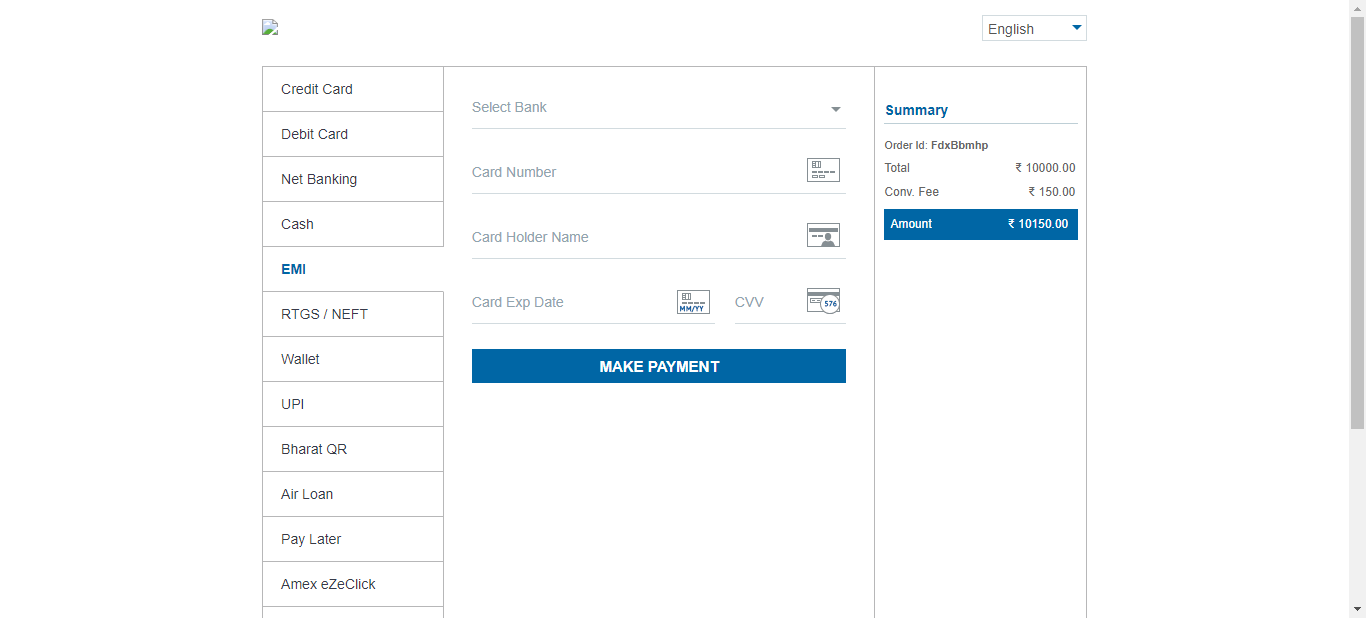 English
Credit Card
Debit Card
Net Banking
Cash
EMI
RTGS / NEFT
Wallet
UPI
Bharat QR
Air Loan
Pay Later
Amex eZeClick
Select Bank
Card Number
Card Holder Name
Card Exp Date
MM/YY
CVV
576
MAKE PAYMENT
Summary
Order Id: FdxBbmhp
Total ₹ 10000.00
Conv. Fee ₹ 150.00
Amount ₹ 10150.00